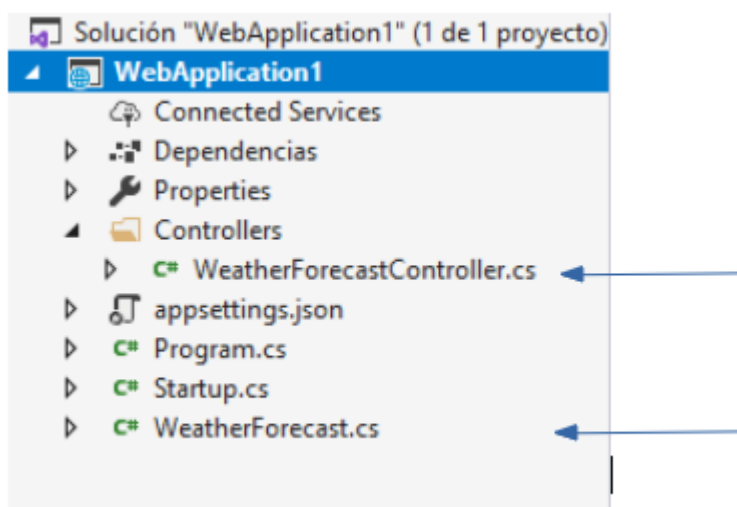 Solución "WebApplication1" (1 de 1 proyecto)
WebApplication1
Connected Services
Dependencias
Properties
Controllers
C# WeatherForecastController.cs
appsettings.json
C# Program.cs
C# Startup.cs
C# WeatherForecast.cs